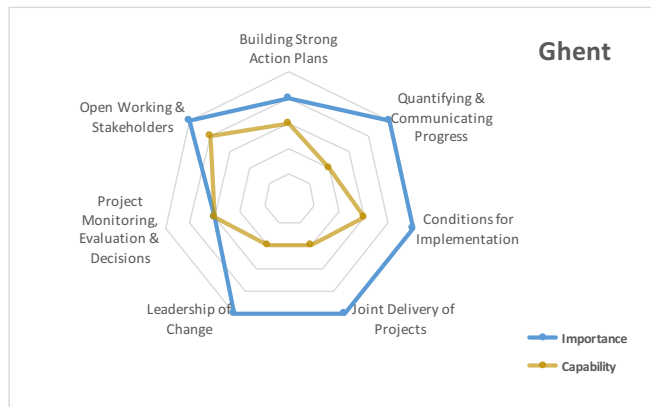 Ghent
Building Strong
Action Plans
Quantifying &
Communicating
Progress
Conditions for
Implementation
Joint Delivery of
Projects
Leadership of
Change
Project
Monitoring,
Evaluation &
Decisions
Open Working &
Stakeholders
Importance
Capability